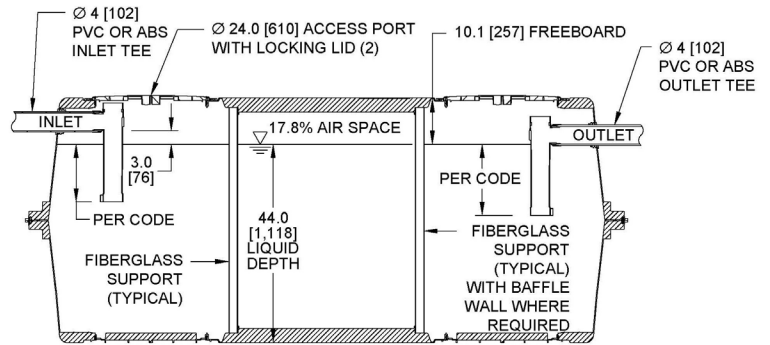 Ø 4 [102]
PVC OR ABS
INLET TEE
Ø 24.0 [610] ACCESS PORT
WITH LOCKING LID (2)
10.1 [257] FREEBOARD
Ø 4 [102]
PVC OR ABS
OUTLET TEE
INLET
17.8% AIR SPACE
OUTLET
3.0
[76]
PER CODE
PER CODE
44.0
[1,118]
LIQUID
DEPTH
FIBERGLASS
SUPPORT
(TYPICAL)
FIBERGLASS
SUPPORT
(TYPICAL)
WITH BAFFLE
WALL WHERE
REQUIRED